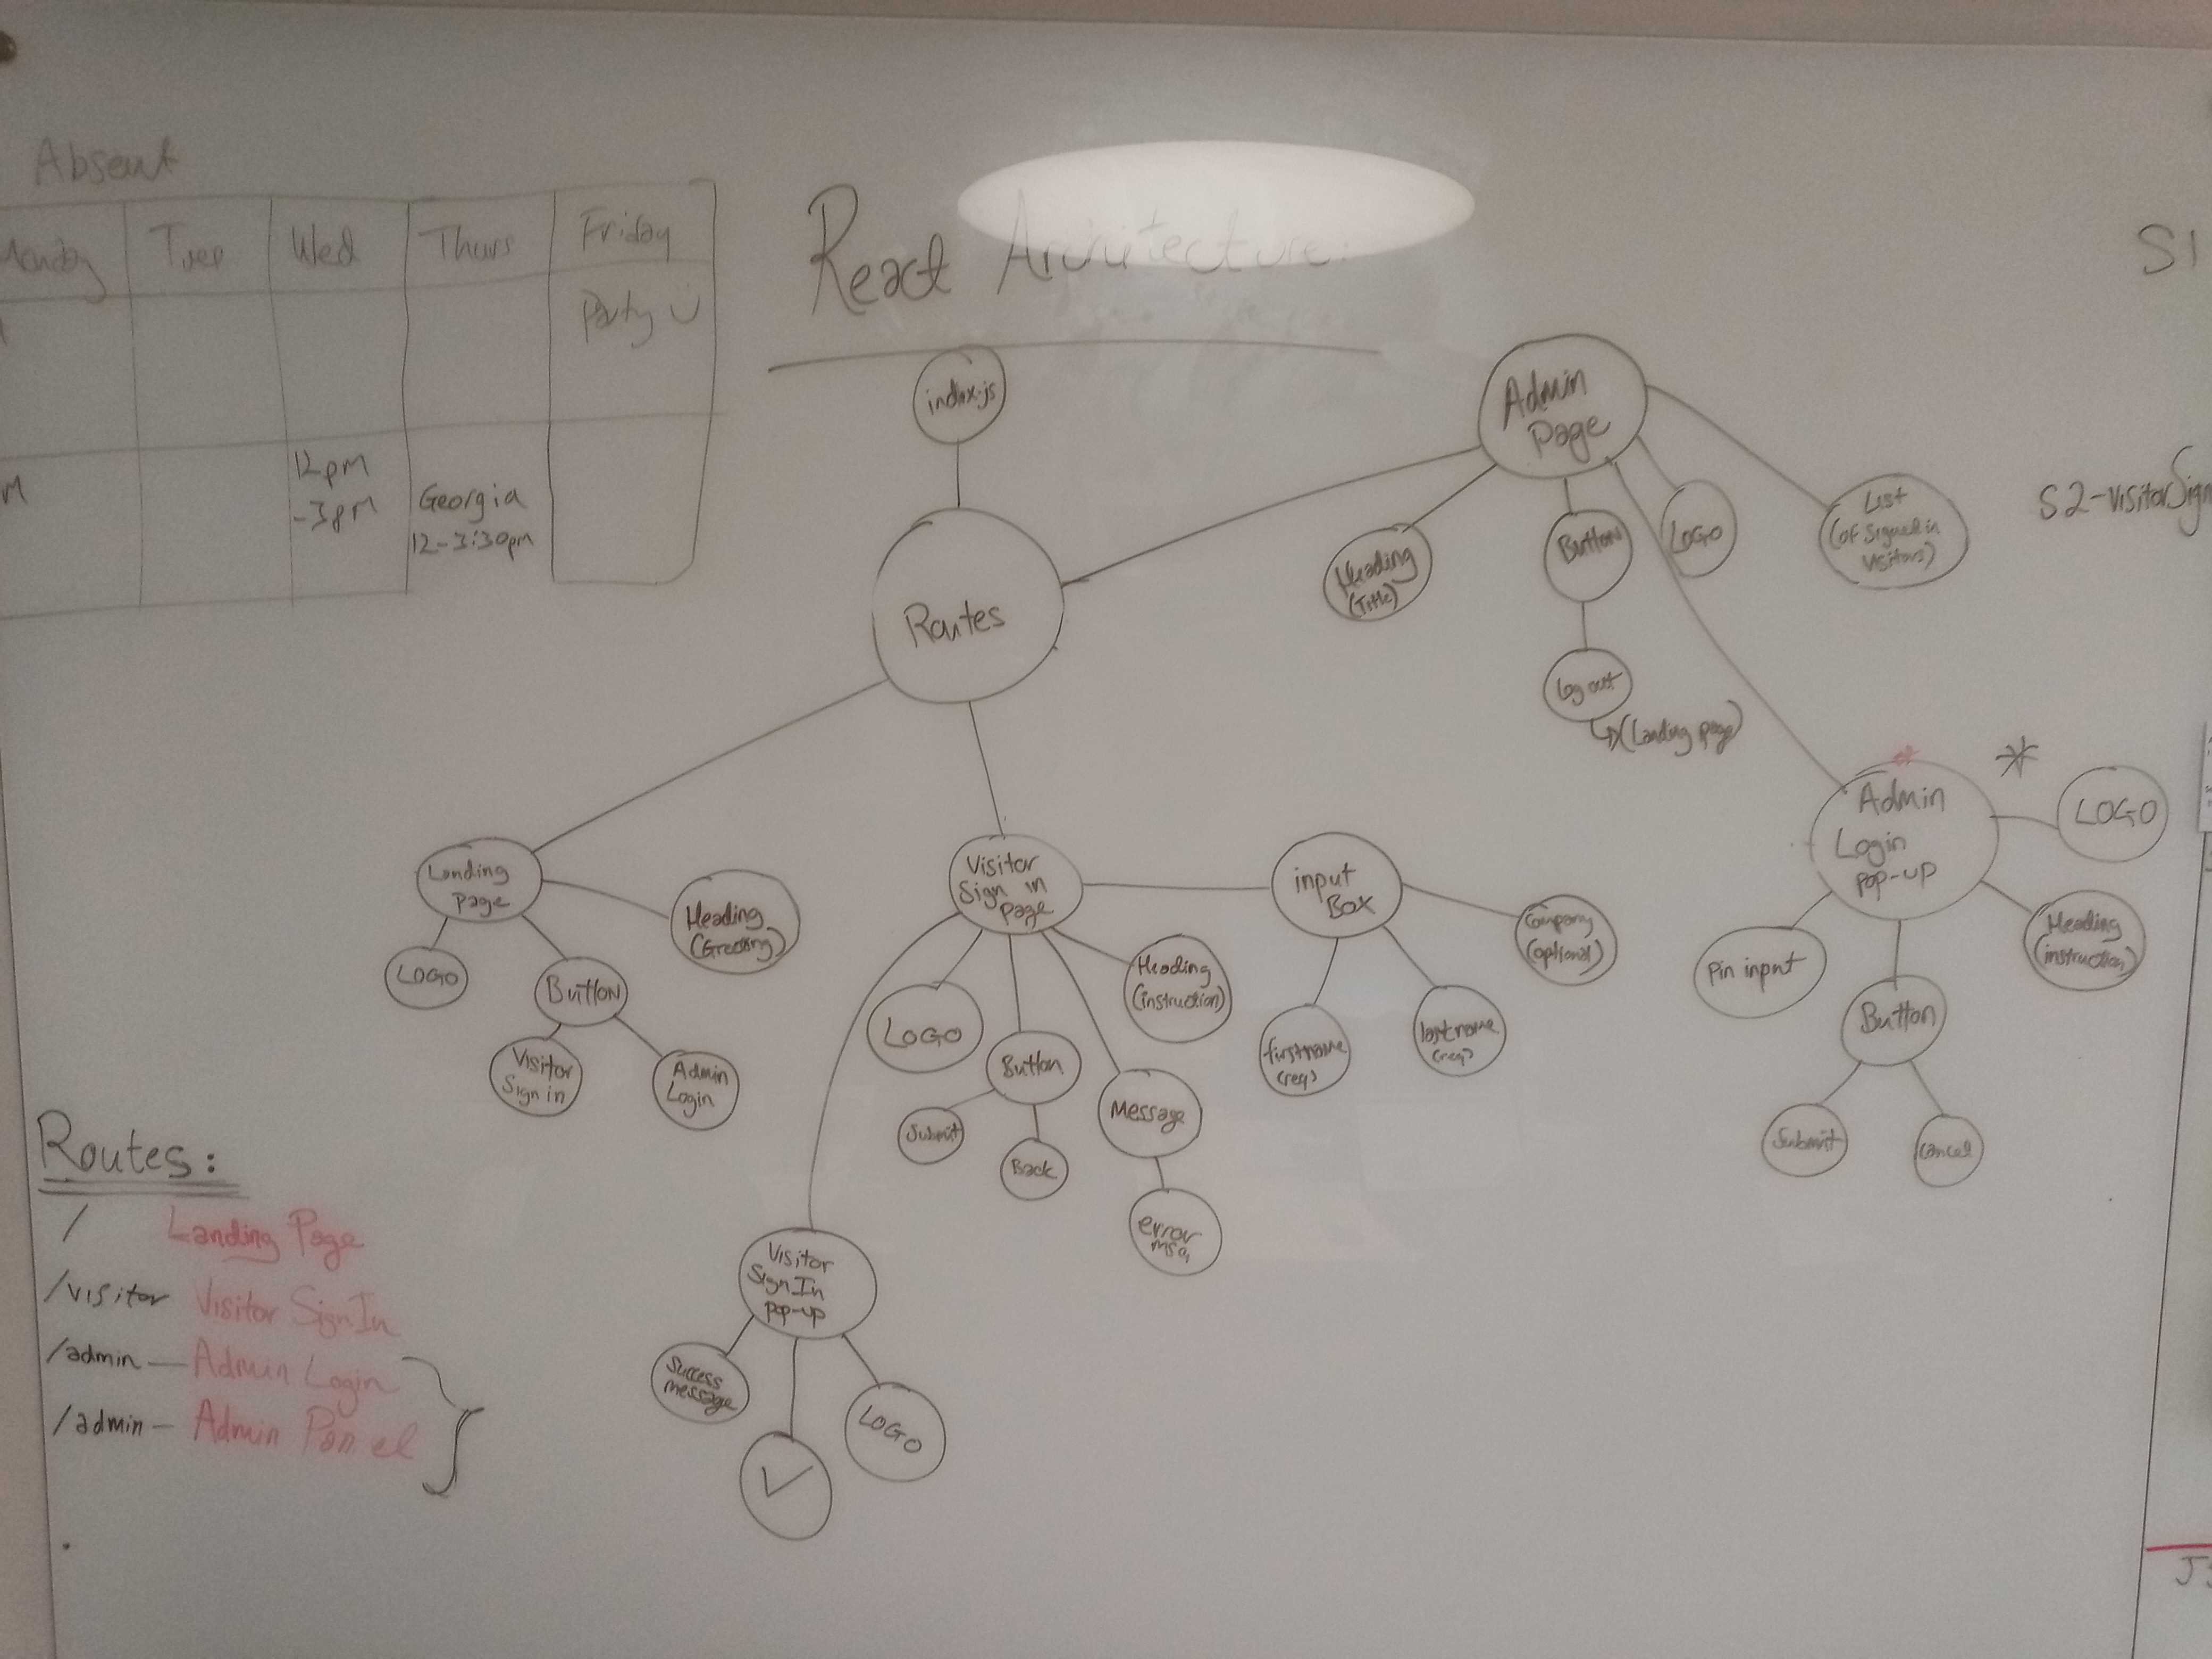 Absent
Monday Tues Wed Thurs Friday
Party
12pm
-3pm
Georgia
12-3:30pm
M
React Architecture:
index.js
Routes
Admin
Page
Heading
(Title)
Button
Log out
↳(Landing page)
LOGO
List
(of signed in
visitors)
Admin
Login
pop-up
*
LOGO
Pin input
Button
Submit
Cancel
Heading
(instruction)
Landing
page
LOGO
Button
Visitor
Sign in
Admin
Login
Heading
(Greeting)
Visitor
Sign in
page
LOGO
Button
Submit
Back
Message
error
msg
Heading
(instruction)
input
Box
firstname
(req)
lastname
(req)
Company
(optional)
Visitor
Sign In
pop-up
Success
message
✓
LOGO
Routes:
/ Landing Page
/visitor Visitor SignIn
/admin — Admin Login
/admin — Admin Panel
S1
S2-VisitorSign